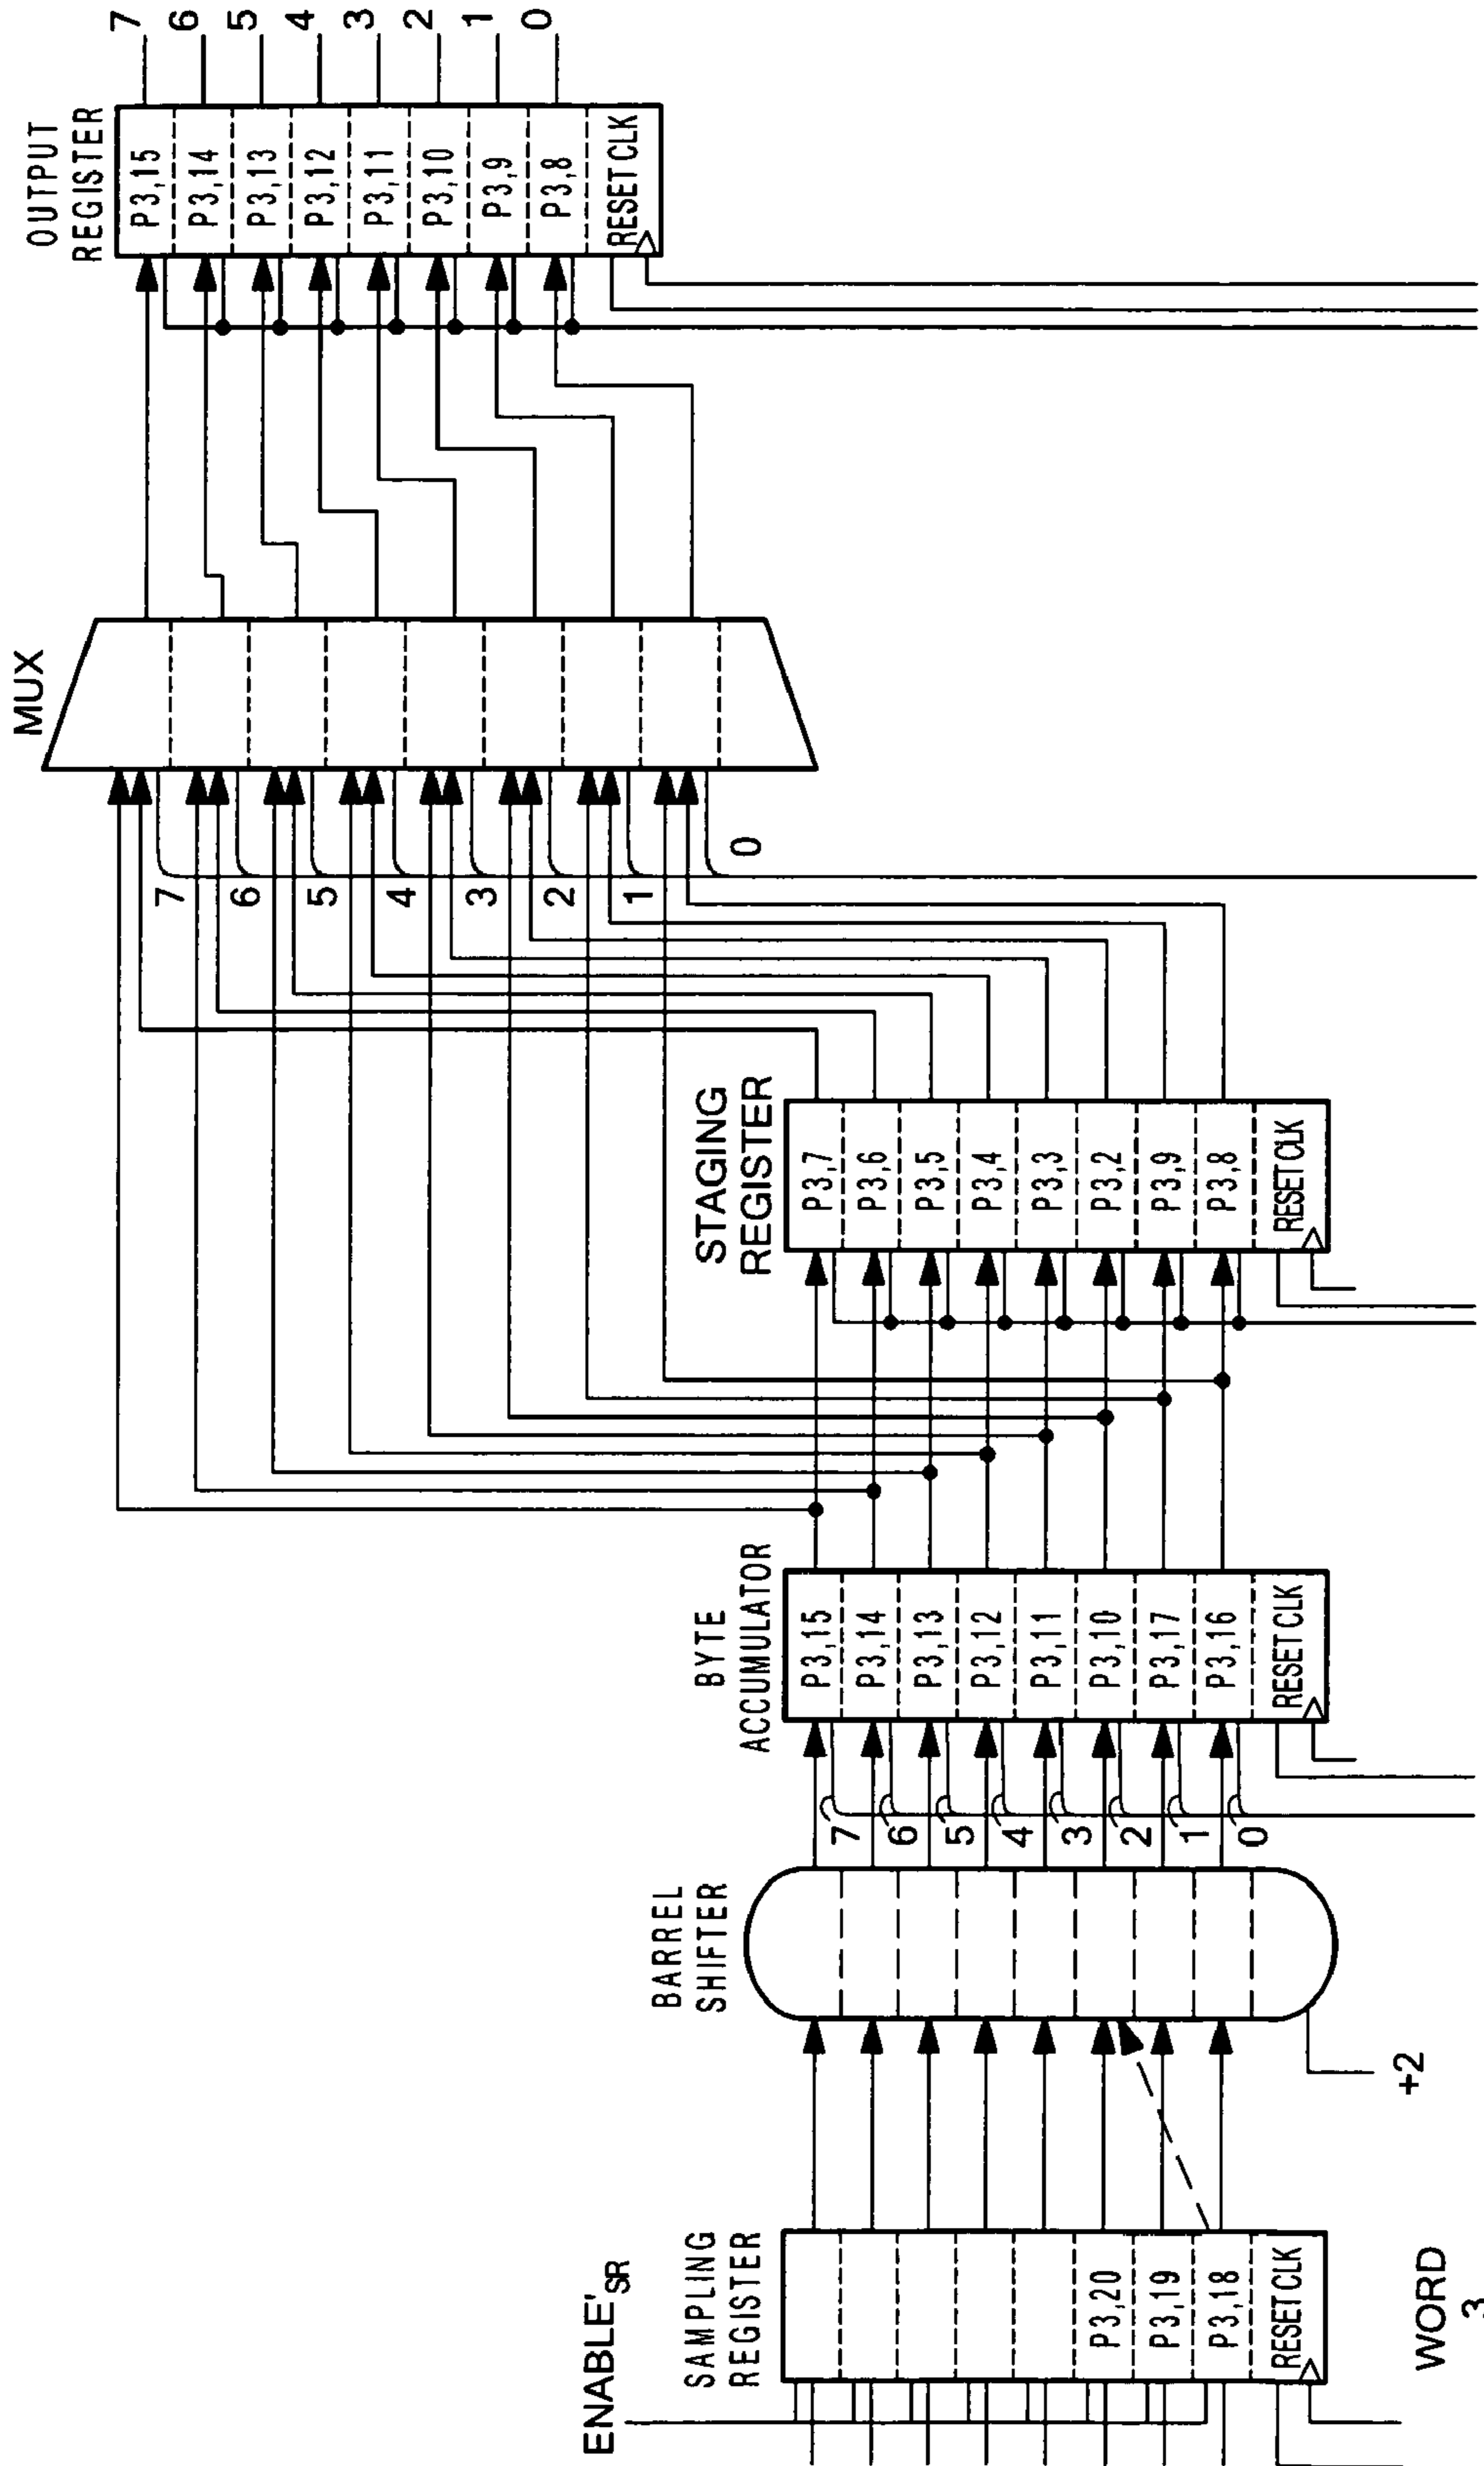 ENABLE'SR
SAMPLING
REGISTER
P3,20
P3,19
P3,18
RESET CLK
WORD
3
BARREL
SHIFTER
+2
7
6
5
4
3
2
1
0
BYTE
ACCUMULATOR
P3,15
P3,14
P3,13
P3,12
P3,11
P3,10
P3,17
P3,16
RESET CLK
STAGING
REGISTER
P3,7
P3,6
P3,5
P3,4
P3,3
P3,2
P3,9
P3,8
RESET CLK
MUX
7
6
5
4
3
2
1
0
OUTPUT
REGISTER
P3,15
P3,14
P3,13
P3,12
P3,11
P3,10
P3,9
P3,8
RESET CLK
7
6
5
4
3
2
1
0